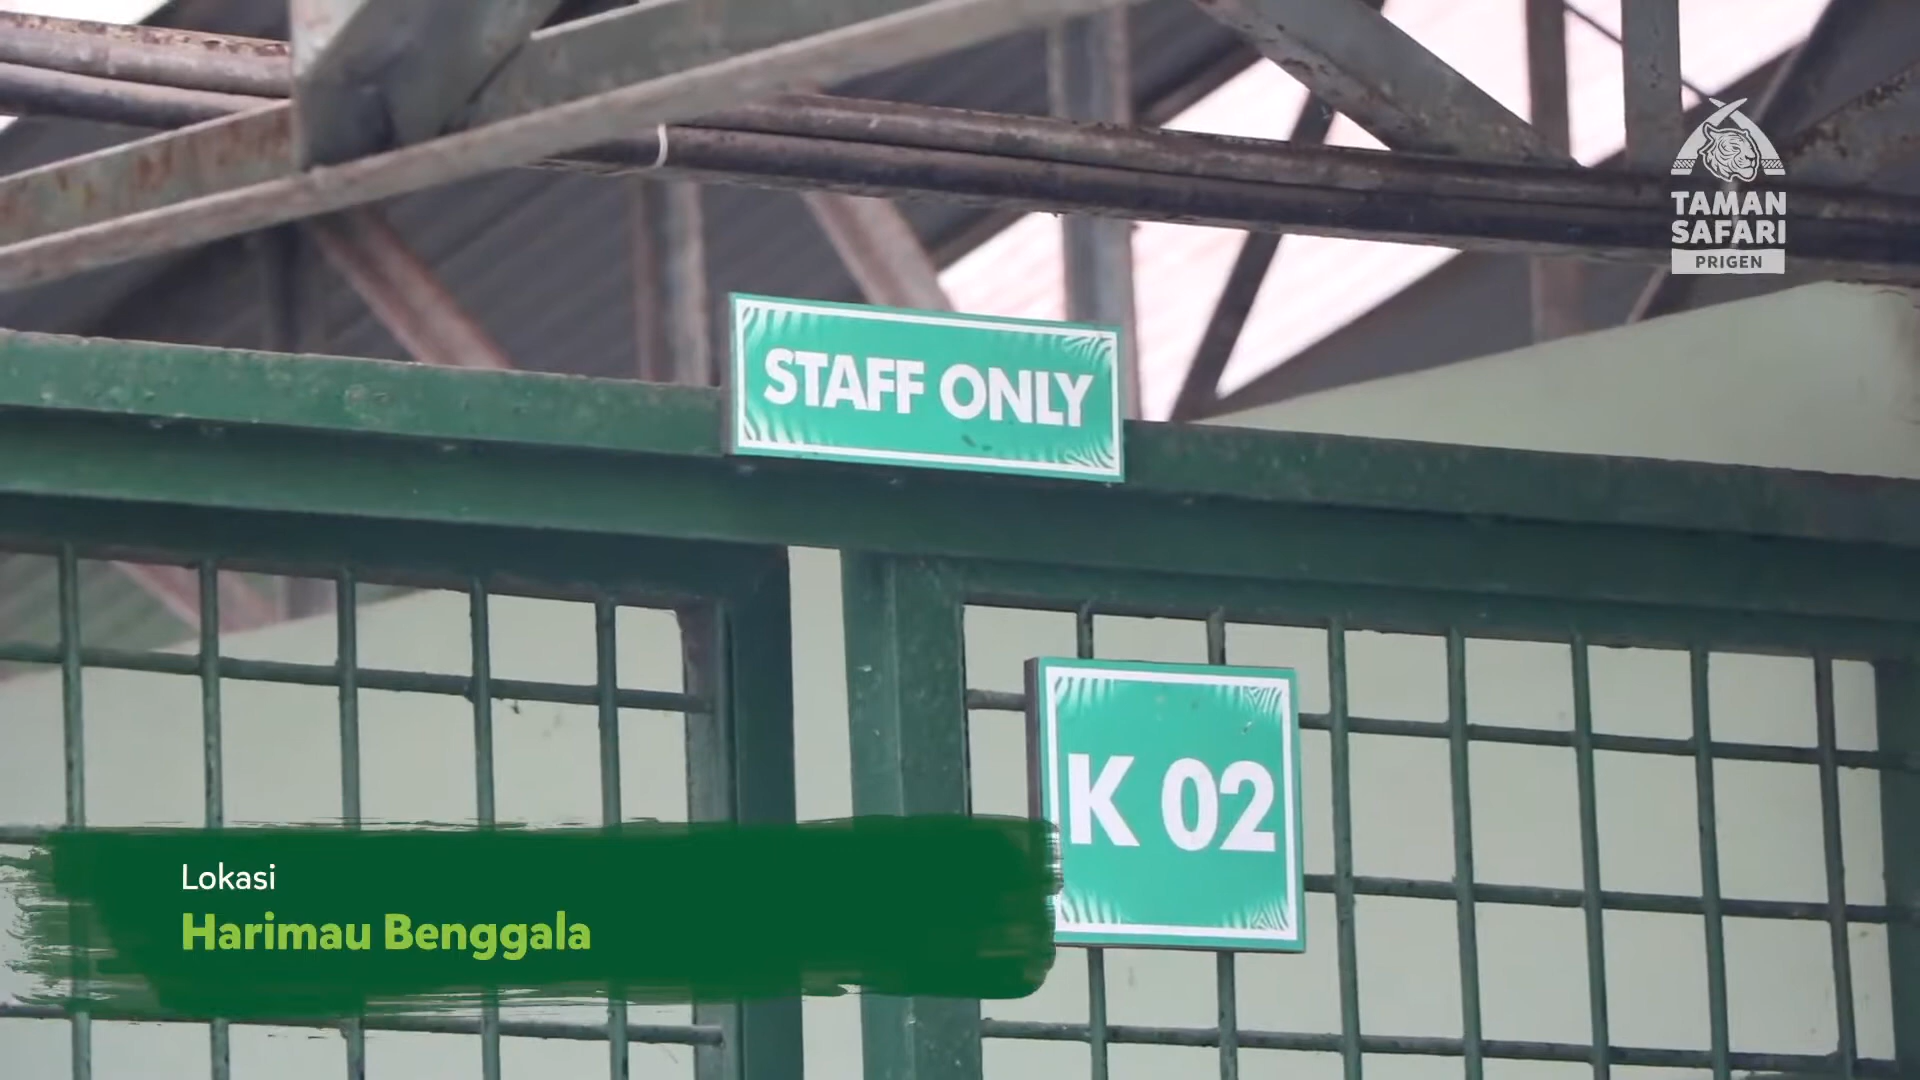 TAMAN
SAFARI
PRIGEN
STAFF ONLY
K 02
Lokasi
Harimau Benggala